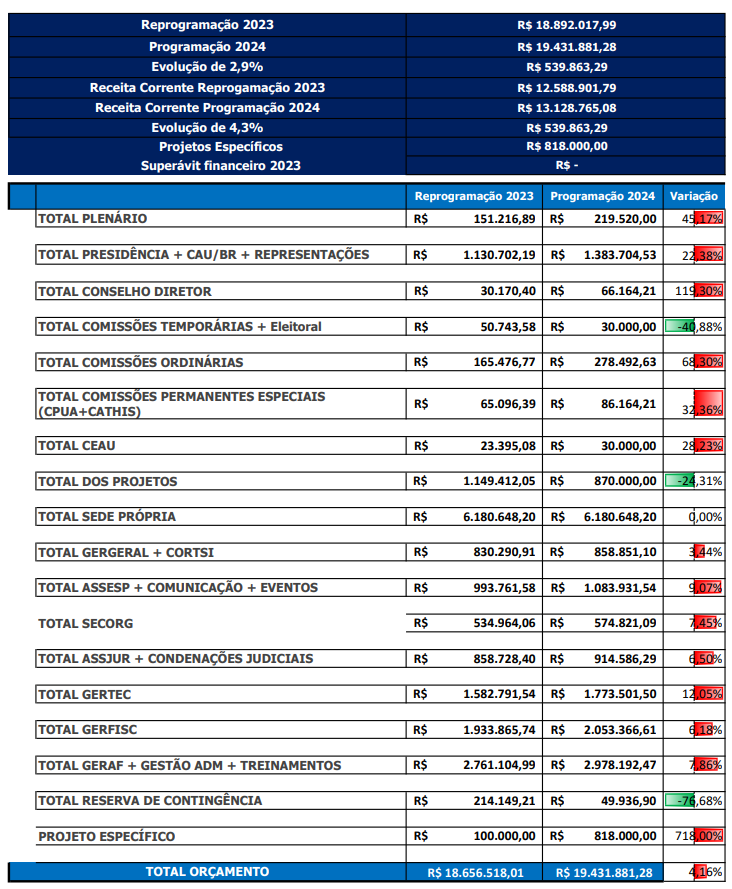 Reprogramação 2023 R$ 18.892.017,99
Programação 2024 R$ 19.431.881,28
Evolução de 2,9% R$ 539.863,29
Receita Corrente Reprogamação 2023 R$ 12.588.901,79
Receita Corrente Programação 2024 R$ 13.128.765,08
Evolução de 4,3% R$ 539.863,29
Projetos Específicos R$ 818.000,00
Superávit financeiro 2023 R$ -
Reprogramação 2023 Programação 2024 Variação
TOTAL PLENÁRIO R$ 151.216,89 R$ 219.520,00 45,17%
TOTAL PRESIDÊNCIA + CAU/BR + REPRESENTAÇÕES R$ 1.130.702,19 R$ 1.383.704,53 22,38%
TOTAL CONSELHO DIRETOR R$ 30.170,40 R$ 66.164,21 119,30%
TOTAL COMISSÕES TEMPORÁRIAS + Eleitoral R$ 50.743,58 R$ 30.000,00 -40,88%
TOTAL COMISSÕES ORDINÁRIAS R$ 165.476,77 R$ 278.492,63 68,30%
TOTAL COMISSÕES PERMANENTES ESPECIAIS
(CPUA+CATHIS) R$ 65.096,39 R$ 86.164,21 32,36%
TOTAL CEAU R$ 23.395,08 R$ 30.000,00 28,23%
TOTAL DOS PROJETOS R$ 1.149.412,05 R$ 870.000,00 -24,31%
TOTAL SEDE PRÓPRIA R$ 6.180.648,20 R$ 6.180.648,20 0,00%
TOTAL GERGERAL + CORTSI R$ 830.290,91 R$ 858.851,10 3,44%
TOTAL ASSESP + COMUNICAÇÃO + EVENTOS R$ 993.761,58 R$ 1.083.931,54 9,07%
TOTAL SECORG R$ 534.964,06 R$ 574.821,09 7,45%
TOTAL ASSJUR + CONDENAÇÕES JUDICIAIS R$ 858.728,40 R$ 914.586,29 6,50%
TOTAL GERTEC R$ 1.582.791,54 R$ 1.773.501,50 12,05%
TOTAL GERFISC R$ 1.933.865,74 R$ 2.053.366,61 6,18%
TOTAL GERAF + GESTÃO ADM + TREINAMENTOS R$ 2.761.104,99 R$ 2.978.192,47 7,86%
TOTAL RESERVA DE CONTINGÊNCIA R$ 214.149,21 R$ 49.936,90 -76,68%
PROJETO ESPECÍFICO R$ 100.000,00 R$ 818.000,00 718,00%
TOTAL ORÇAMENTO R$ 18.656.518,01 R$ 19.431.881,28 4,16%